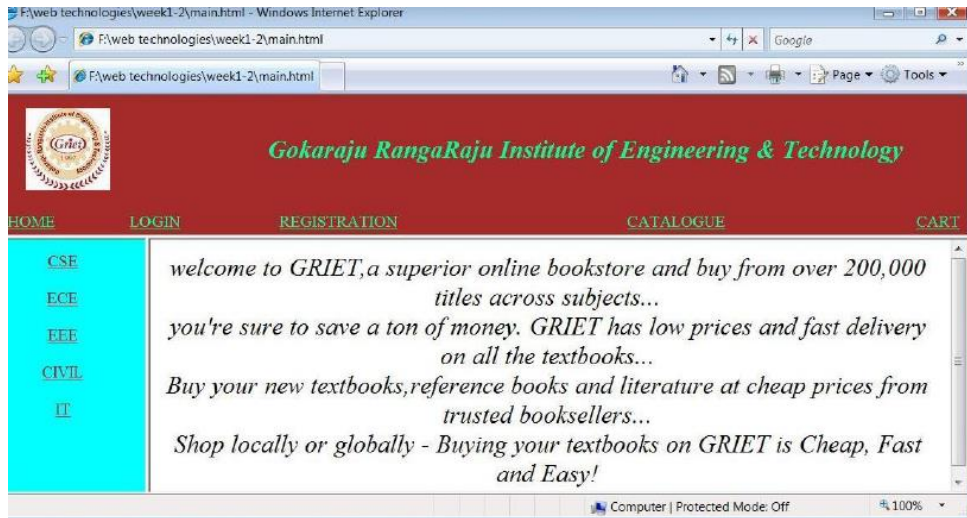 F:\web technologies\week1-2\main.html - Windows Internet Explorer
F:\web technologies\week1-2\main.html
Google
F:\web technologies\week1-2\main.html
Page
Tools
Griet
Gokaraju RangaRaju Institute of Engineering & Technology
HOME LOGIN REGISTRATION CATALOGUE CART
CSE
ECE
EEE
CIVIL
IT
welcome to GRIET,a superior online bookstore and buy from over 200,000
titles across subjects...
you're sure to save a ton of money. GRIET has low prices and fast delivery
on all the textbooks...
Buy your new textbooks,reference books and literature at cheap prices from
trusted booksellers...
Shop locally or globally - Buying your textbooks on GRIET is Cheap, Fast
and Easy!
Computer | Protected Mode: Off
100%